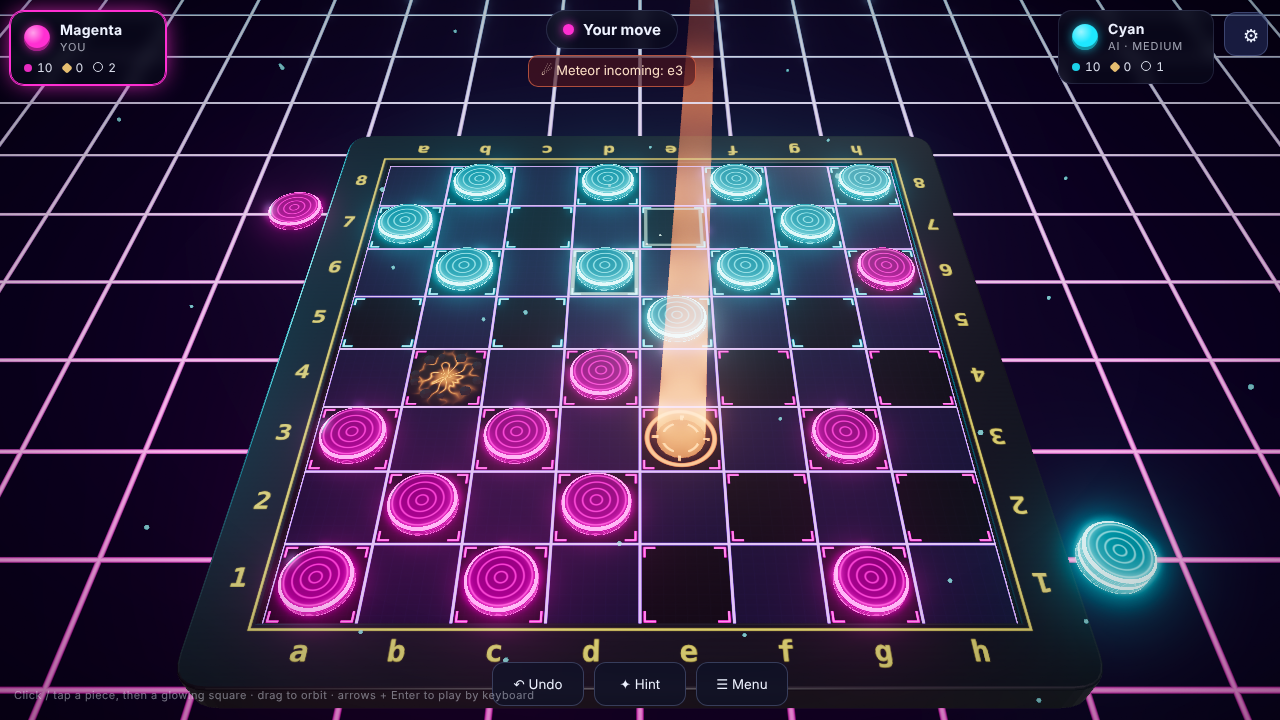 Magenta
YOU
10 0 2
Your move
Meteor incoming: e3
Cyan
AI · MEDIUM
10 0 1
a b c d e f g h
8 8
7 7
6 6
5 5
4 4
3 3
2 2
1 1
a b c d e f g h
Click / tap a piece, then a glowing square · drag to orbit · arrows + Enter to play by keyboard
Undo
Hint
Menu